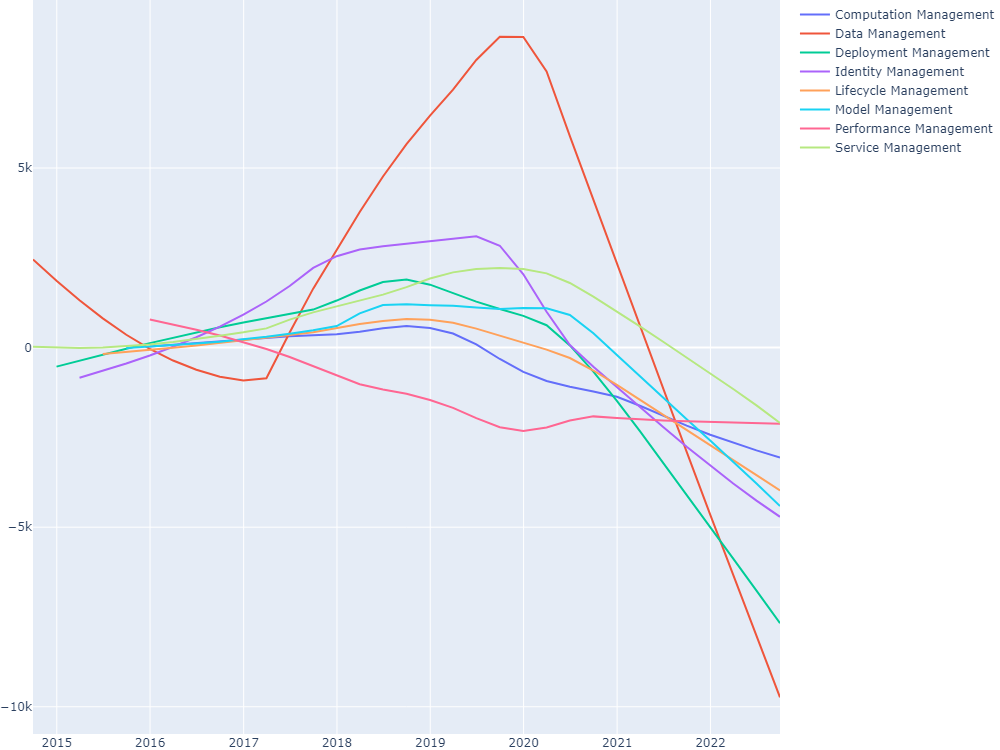 Computation Management
Data Management
Deployment Management
Identity Management
Lifecycle Management
Model Management
Performance Management
Service Management
5k
0
−5k
−10k
2015 2016 2017 2018 2019 2020 2021 2022